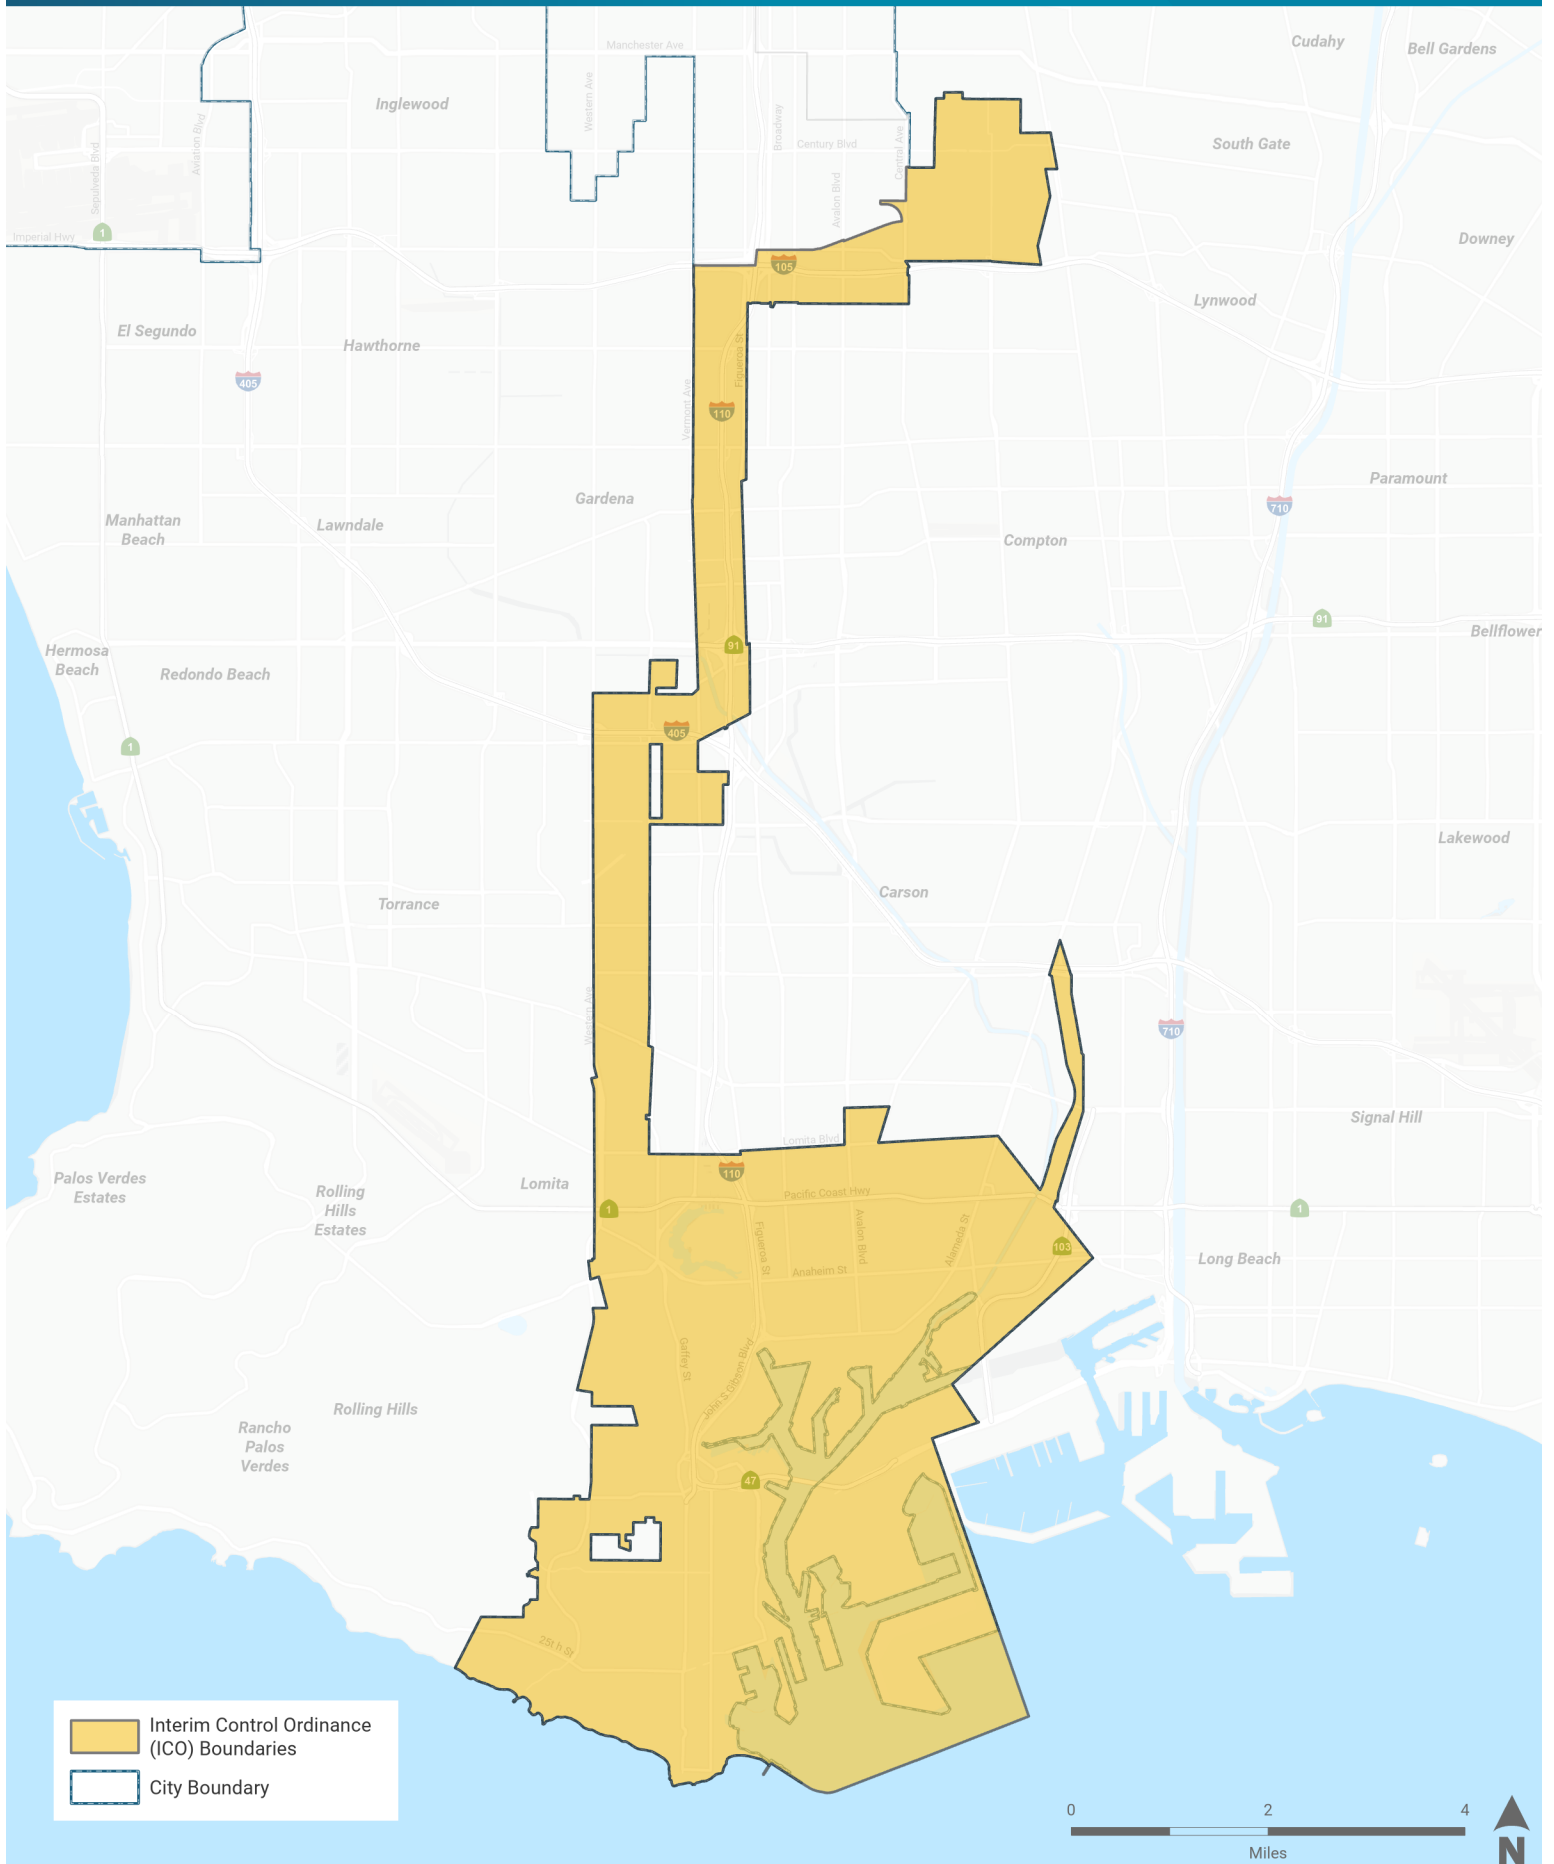 Cudahy
Bell Gardens
Manchester Ave
Inglewood
Western Ave
Broadway
Aviation Blvd
Century Blvd
Central Ave
South Gate
Sepulveda Blvd
Avalon Blvd
1
Imperial Hwy
Downey
105
Lynwood
El Segundo
Hawthorne
Figueroa St
405
Vermont Ave
110
Paramount
Gardena
710
Manhattan
Beach
Lawndale
Compton
91
91
Bellflower
Hermosa
Beach
Redondo Beach
405
1
Lakewood
Carson
Torrance
Western Ave
710
Signal Hill
Lomita Blvd
110
Palos Verdes
Estates
Lomita
Rolling
Hills
Estates
Pacific Coast Hwy
1
1
Figueroa St
Avalon Blvd
Alameda St
103
Long Beach
Anaheim St
Gaffey St
John S Gibson Blvd
Rolling Hills
Rancho
Palos
Verdes
47
25th St
Interim Control Ordinance
(ICO) Boundaries
City Boundary
0 2 4
Miles
N